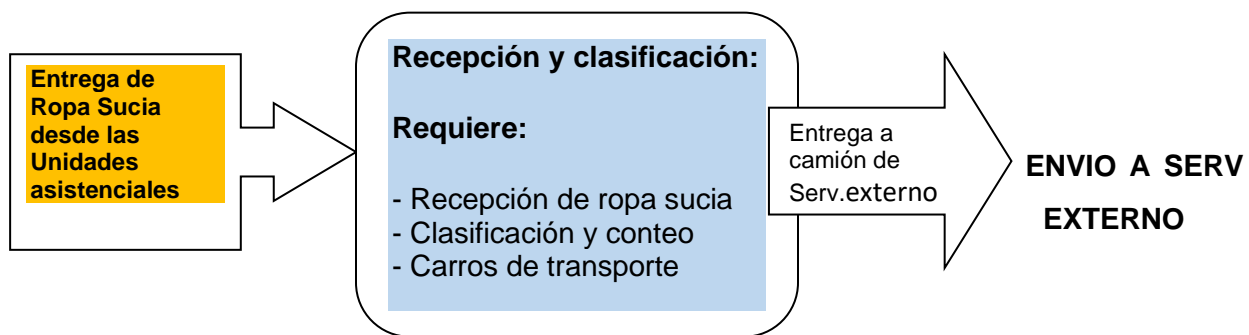 Entrega de
Ropa Sucia
desde las
Unidades
asistenciales
Recepción y clasificación:
Requiere:
- Recepción de ropa sucia
- Clasificación y conteo
- Carros de transporte
Entrega a
camión de
Serv.externo
ENVIO A SERV
EXTERNO